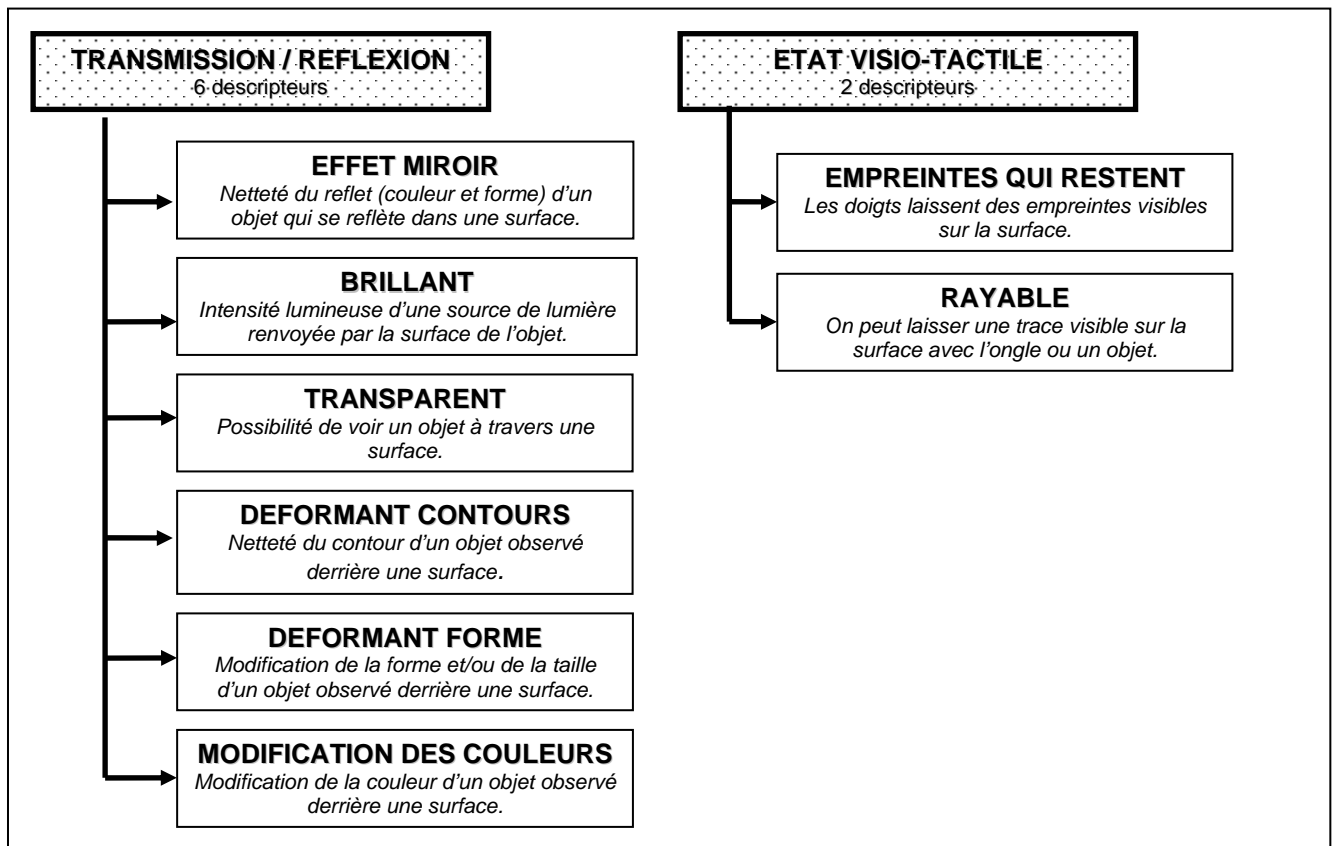 TRANSMISSION / REFLEXION
6 descripteurs
EFFET MIROIR
Netteté du reflet (couleur et forme) d'un
objet qui se reflète dans une surface.
BRILLANT
Intensité lumineuse d'une source de lumière
renvoyée par la surface de l'objet.
TRANSPARENT
Possibilité de voir un objet à travers une
surface.
DEFORMANT CONTOURS
Netteté du contour d'un objet observé
derrière une surface.
DEFORMANT FORME
Modification de la forme et/ou de la taille
d'un objet observé derrière une surface.
MODIFICATION DES COULEURS
Modification de la couleur d'un objet observé
derrière une surface.
ETAT VISIO-TACTILE
2 descripteurs
EMPREINTES QUI RESTENT
Les doigts laissent des empreintes visibles
sur la surface.
RAYABLE
On peut laisser une trace visible sur la
surface avec l'ongle ou un objet.